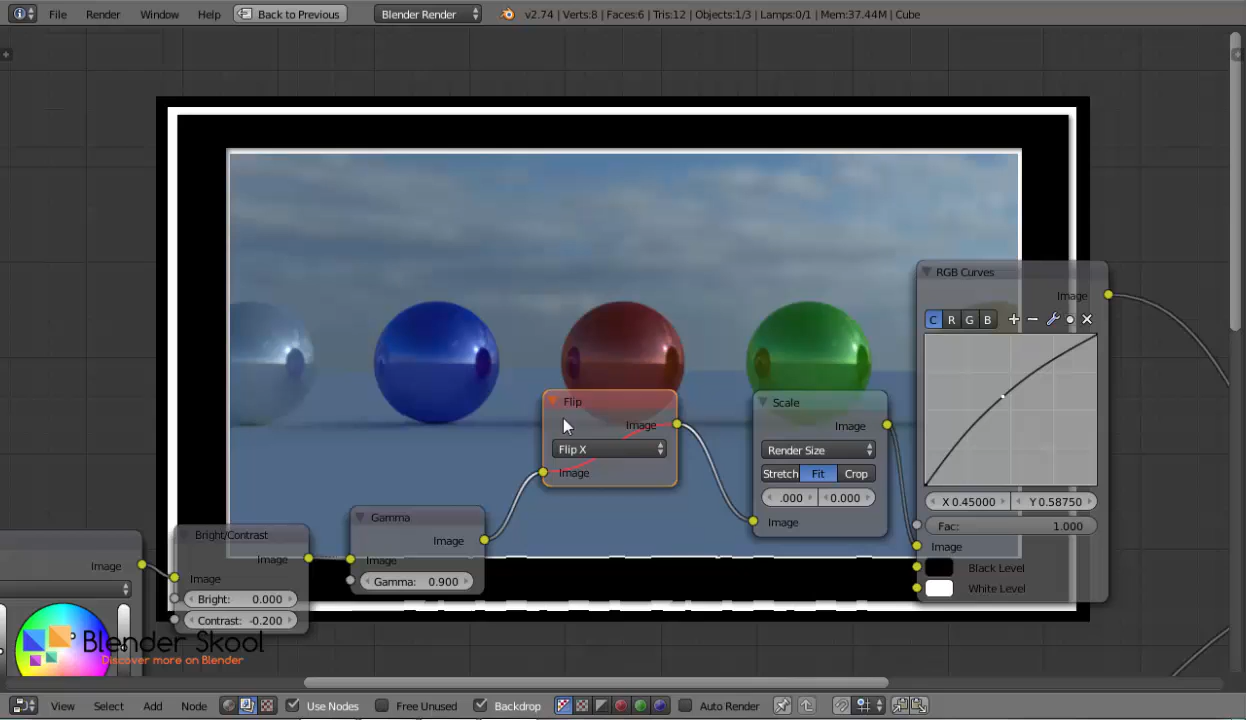 File Render Window Help Back to Previous Blender Render v2.74 | Verts:8 | Faces:6 | Tris:12 | Objects:1/3 | Lamps:0/1 | Mem:37.44M | Cube
RGB Curves
Image
C R G B
X 0.45000 Y 0.58750
Fac: 1.000
Image
Black Level
White Level
Flip
Image
Flip X
Image
Scale
Image
Render Size
Stretch Fit Crop
.000 0.000
Image
Gamma
Image
Image
Gamma: 0.900
Bright/Contrast
Image
Image
Bright: 0.000
Contrast: -0.200
Image
Blender Skool
Discover more on Blender
View Select Add Node Use Nodes Free Unused Backdrop Auto Render